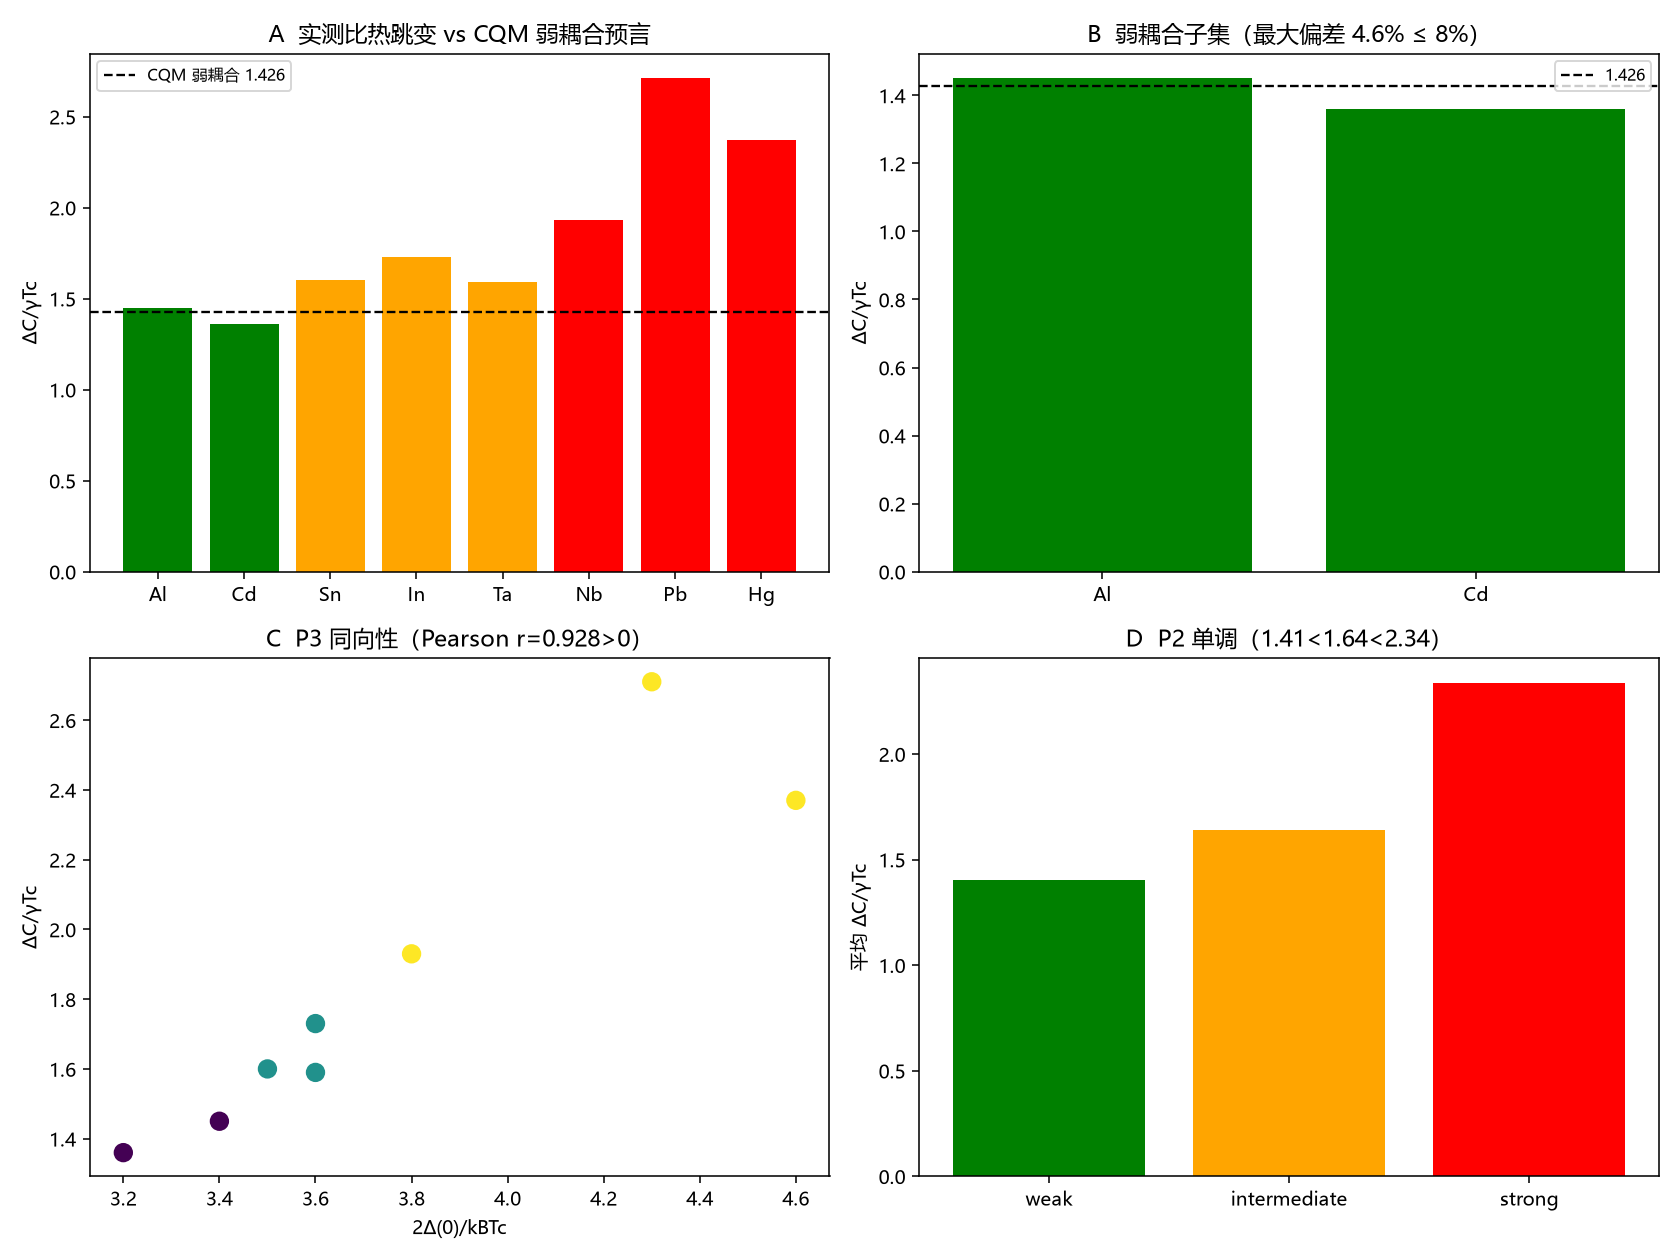 A  实测比热跳变 vs CQM 弱耦合预言
CQM 弱耦合 1.426
ΔC/γTc
2.5
2.0
1.5
1.0
0.5
0.0
Al
Cd
Sn
In
Ta
Nb
Pb
Hg
B  弱耦合子集（最大偏差 4.6% ≤ 8%）
1.426
ΔC/γTc
1.4
1.2
1.0
0.8
0.6
0.4
0.2
0.0
Al
Cd
C  P3 同向性（Pearson r=0.928>0）
ΔC/γTc
2.6
2.4
2.2
2.0
1.8
1.6
1.4
3.2
3.4
3.6
3.8
4.0
4.2
4.4
4.6
2Δ(0)/kBTc
D  P2 单调（1.41<1.64<2.34）
平均 ΔC/γTc
2.0
1.5
1.0
0.5
0.0
weak
intermediate
strong